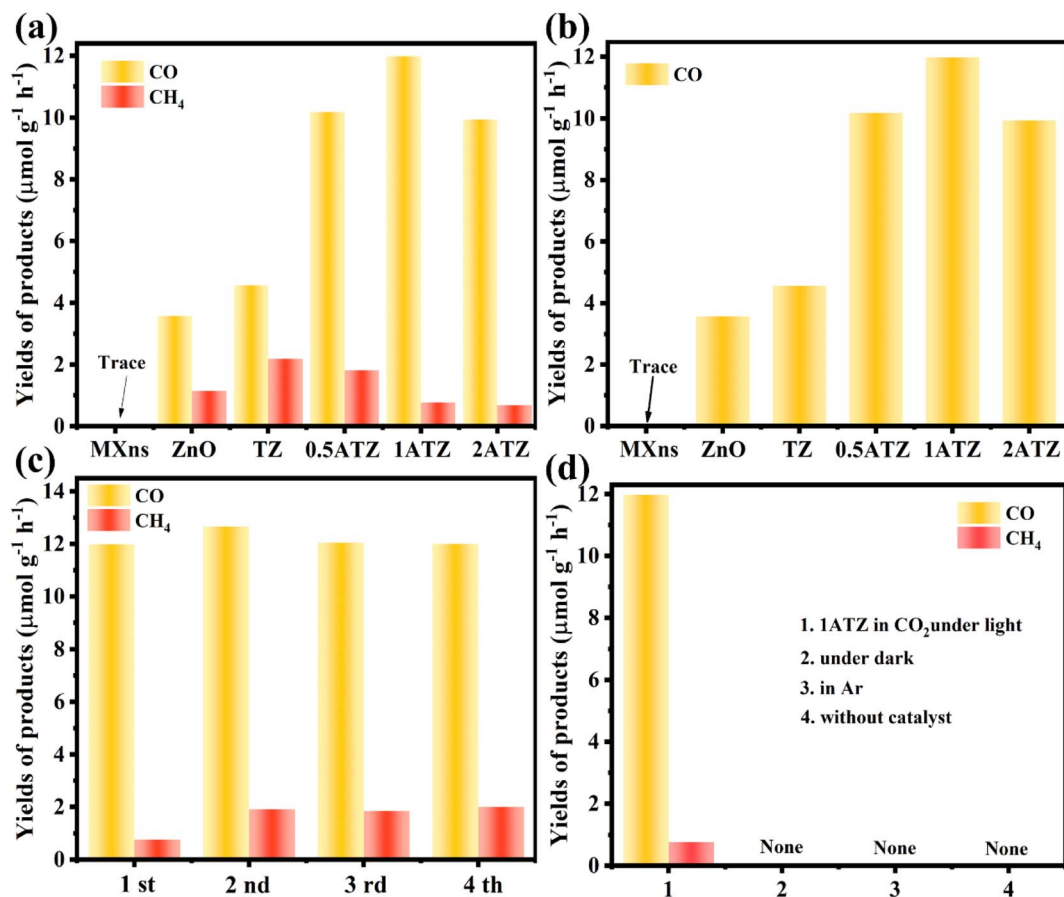 (a)
Yields of products (μmol g⁻¹ h⁻¹)
12
10
8
6
4
2
0
CO
CH₄
Trace
MXns ZnO TZ 0.5ATZ 1ATZ 2ATZ
(b)
Yields of products (μmol g⁻¹ h⁻¹)
12
10
8
6
4
2
0
CO
Trace
MXns ZnO TZ 0.5ATZ 1ATZ 2ATZ
(c)
Yields of products (μmol g⁻¹ h⁻¹)
14
12
10
8
6
4
2
0
CO
CH₄
1 st 2 nd 3 rd 4 th
(d)
Yields of products (μmol g⁻¹ h⁻¹)
12
10
8
6
4
2
0
CO
CH₄
1. 1ATZ in CO₂under light
2. under dark
3. in Ar
4. without catalyst
None None None
1 2 3 4